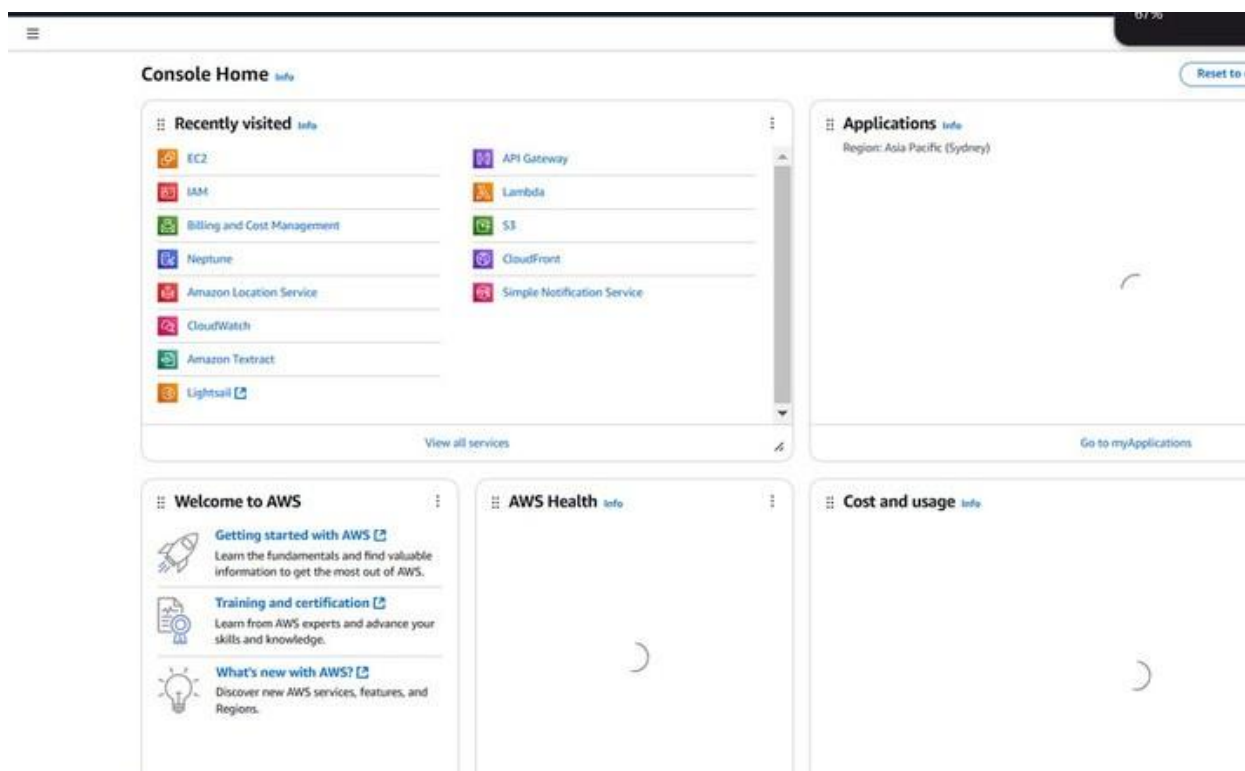 67%
Console Home Info
Reset to
Recently visited Info
EC2
IAM
Billing and Cost Management
Neptune
Amazon Location Service
CloudWatch
Amazon Textract
Lightsail
API Gateway
Lambda
S3
CloudFront
Simple Notification Service
View all services
Applications Info
Region: Asia Pacific (Sydney)
Go to myApplications
Welcome to AWS
Getting started with AWS
Learn the fundamentals and find valuable
information to get the most out of AWS.
Training and certification
Learn from AWS experts and advance your
skills and knowledge.
What's new with AWS?
Discover new AWS services, features, and
Regions.
AWS Health Info
Cost and usage Info